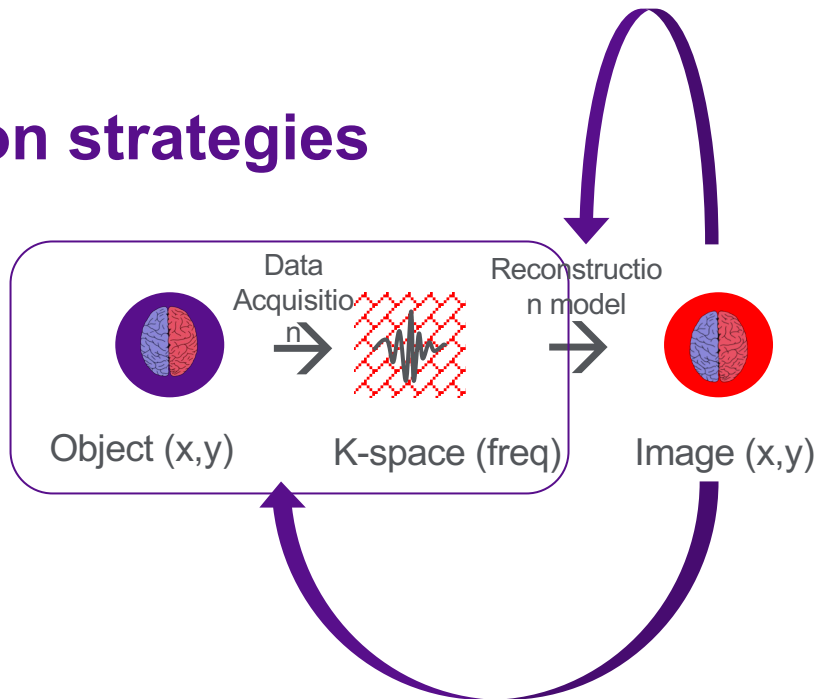 on strategies
Data
Acquisitio
n
Reconstructio
n model
Object (x,y)
K-space (freq)
Image (x,y)